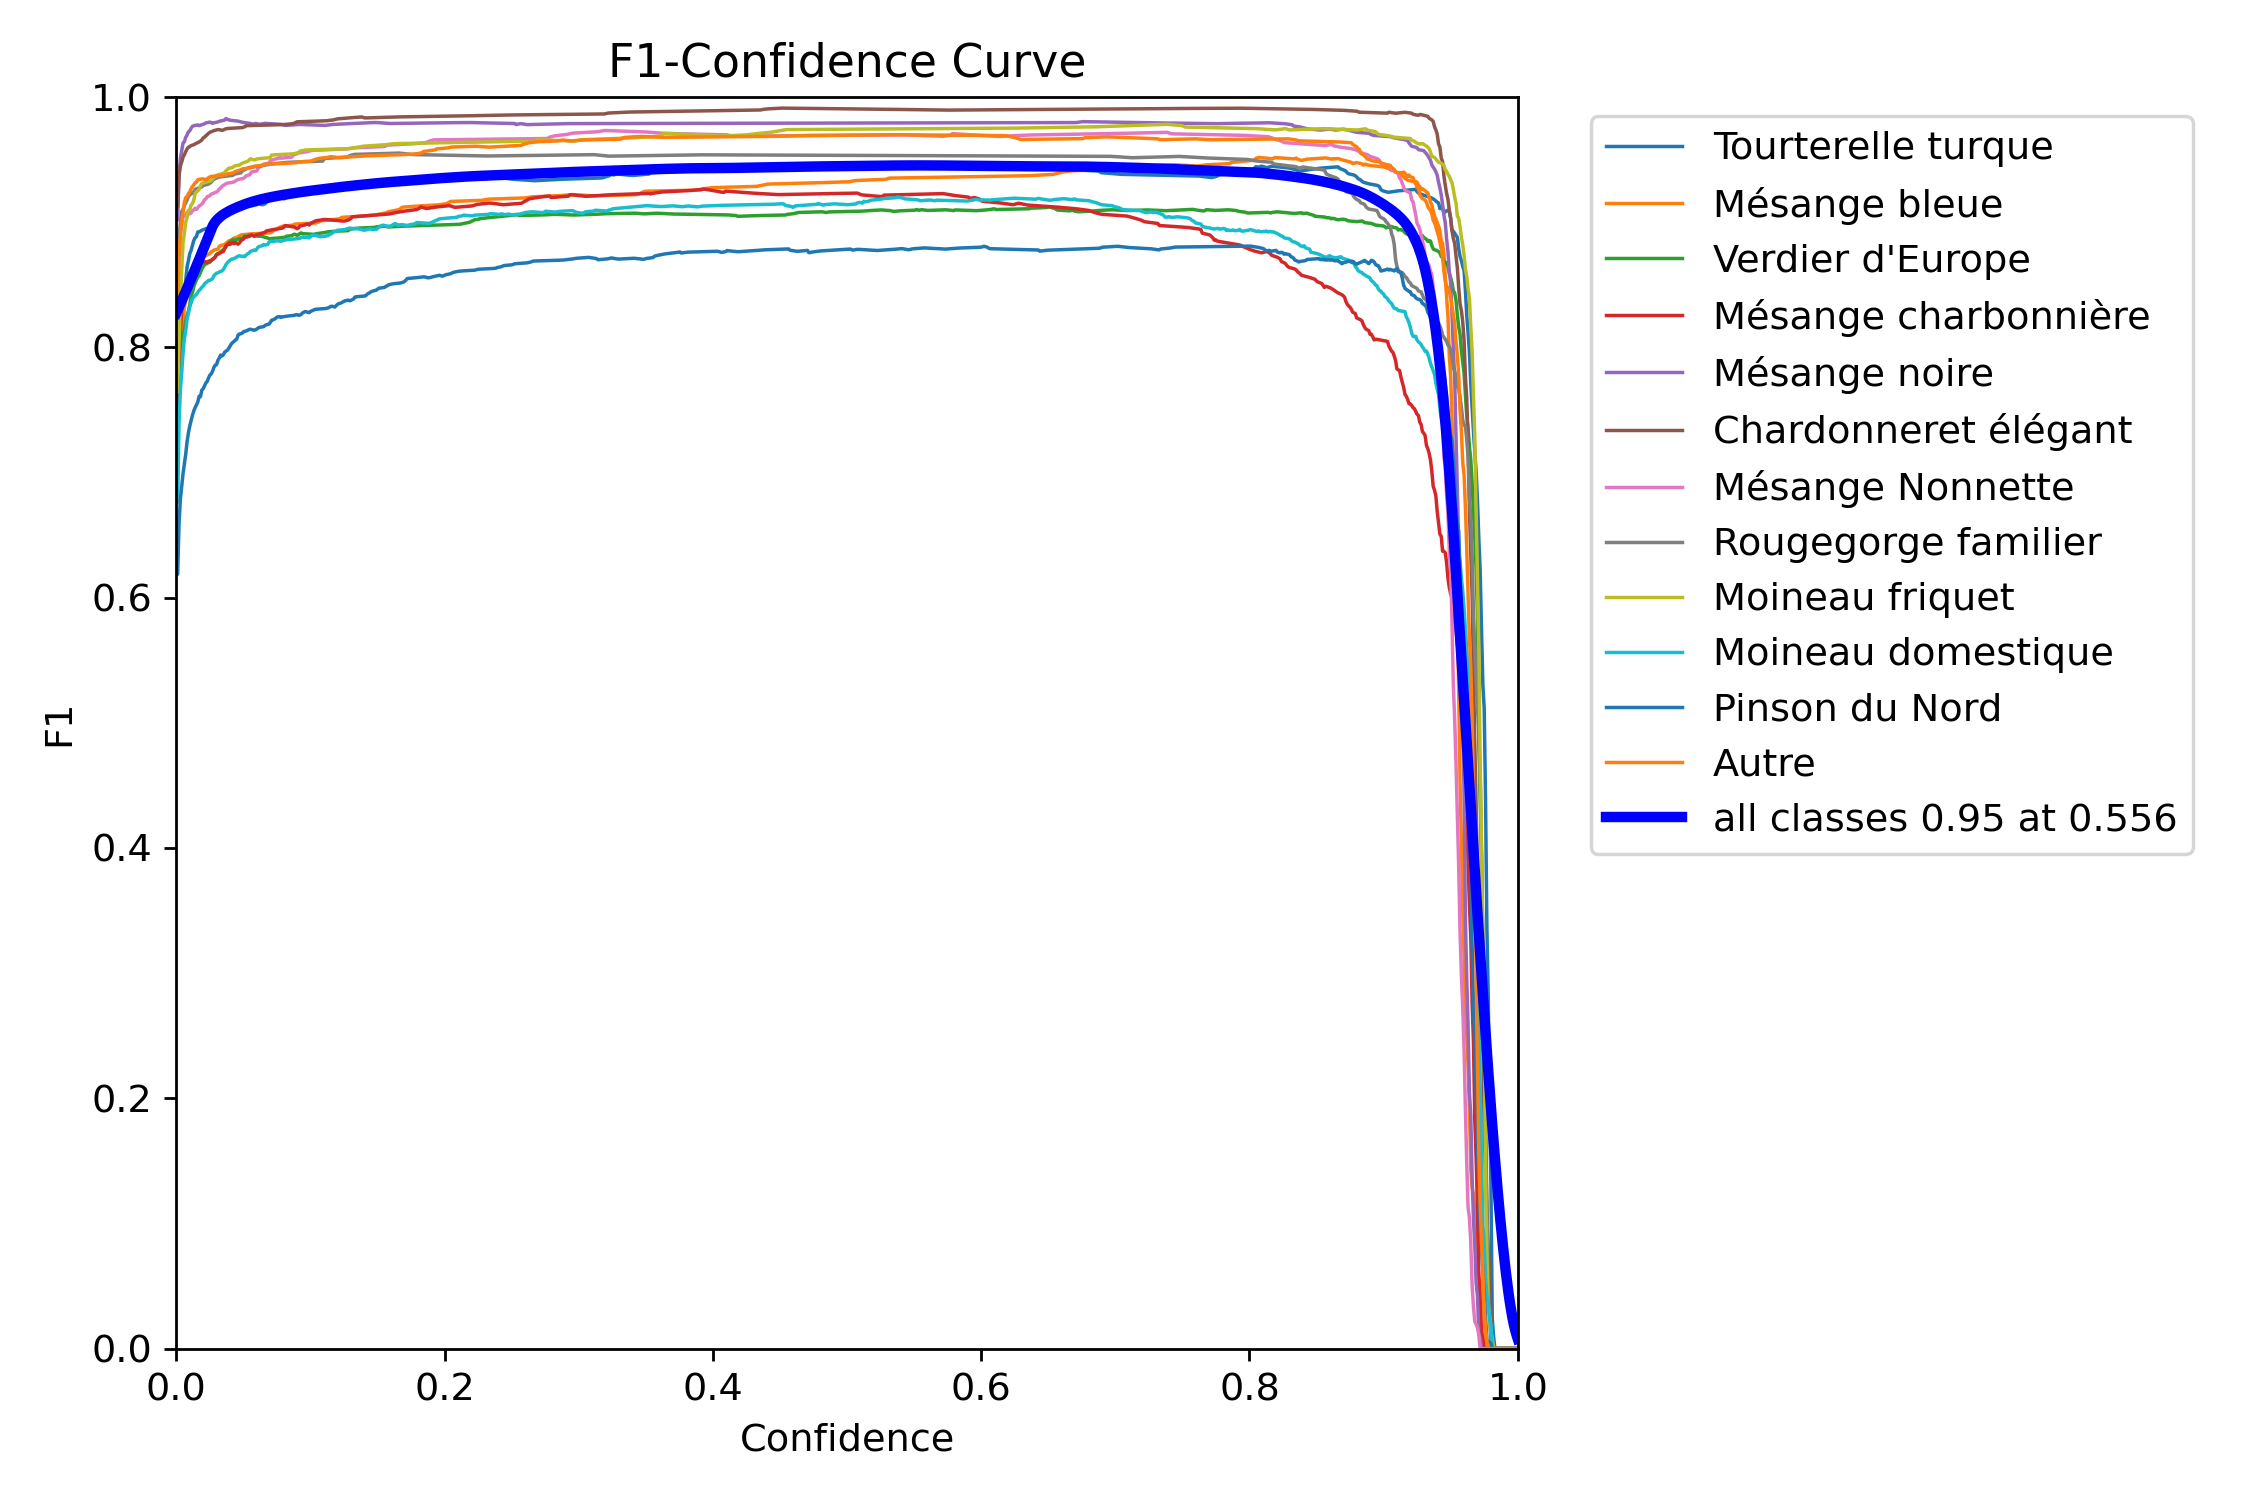 F1-Confidence Curve
1.0
0.8
0.6
0.4
0.2
0.0
F1
0.0 0.2 0.4 0.6 0.8 1.0
Confidence
Tourterelle turque
Mésange bleue
Verdier d'Europe
Mésange charbonnière
Mésange noire
Chardonneret élégant
Mésange Nonnette
Rougegorge familier
Moineau friquet
Moineau domestique
Pinson du Nord
Autre
all classes 0.95 at 0.556